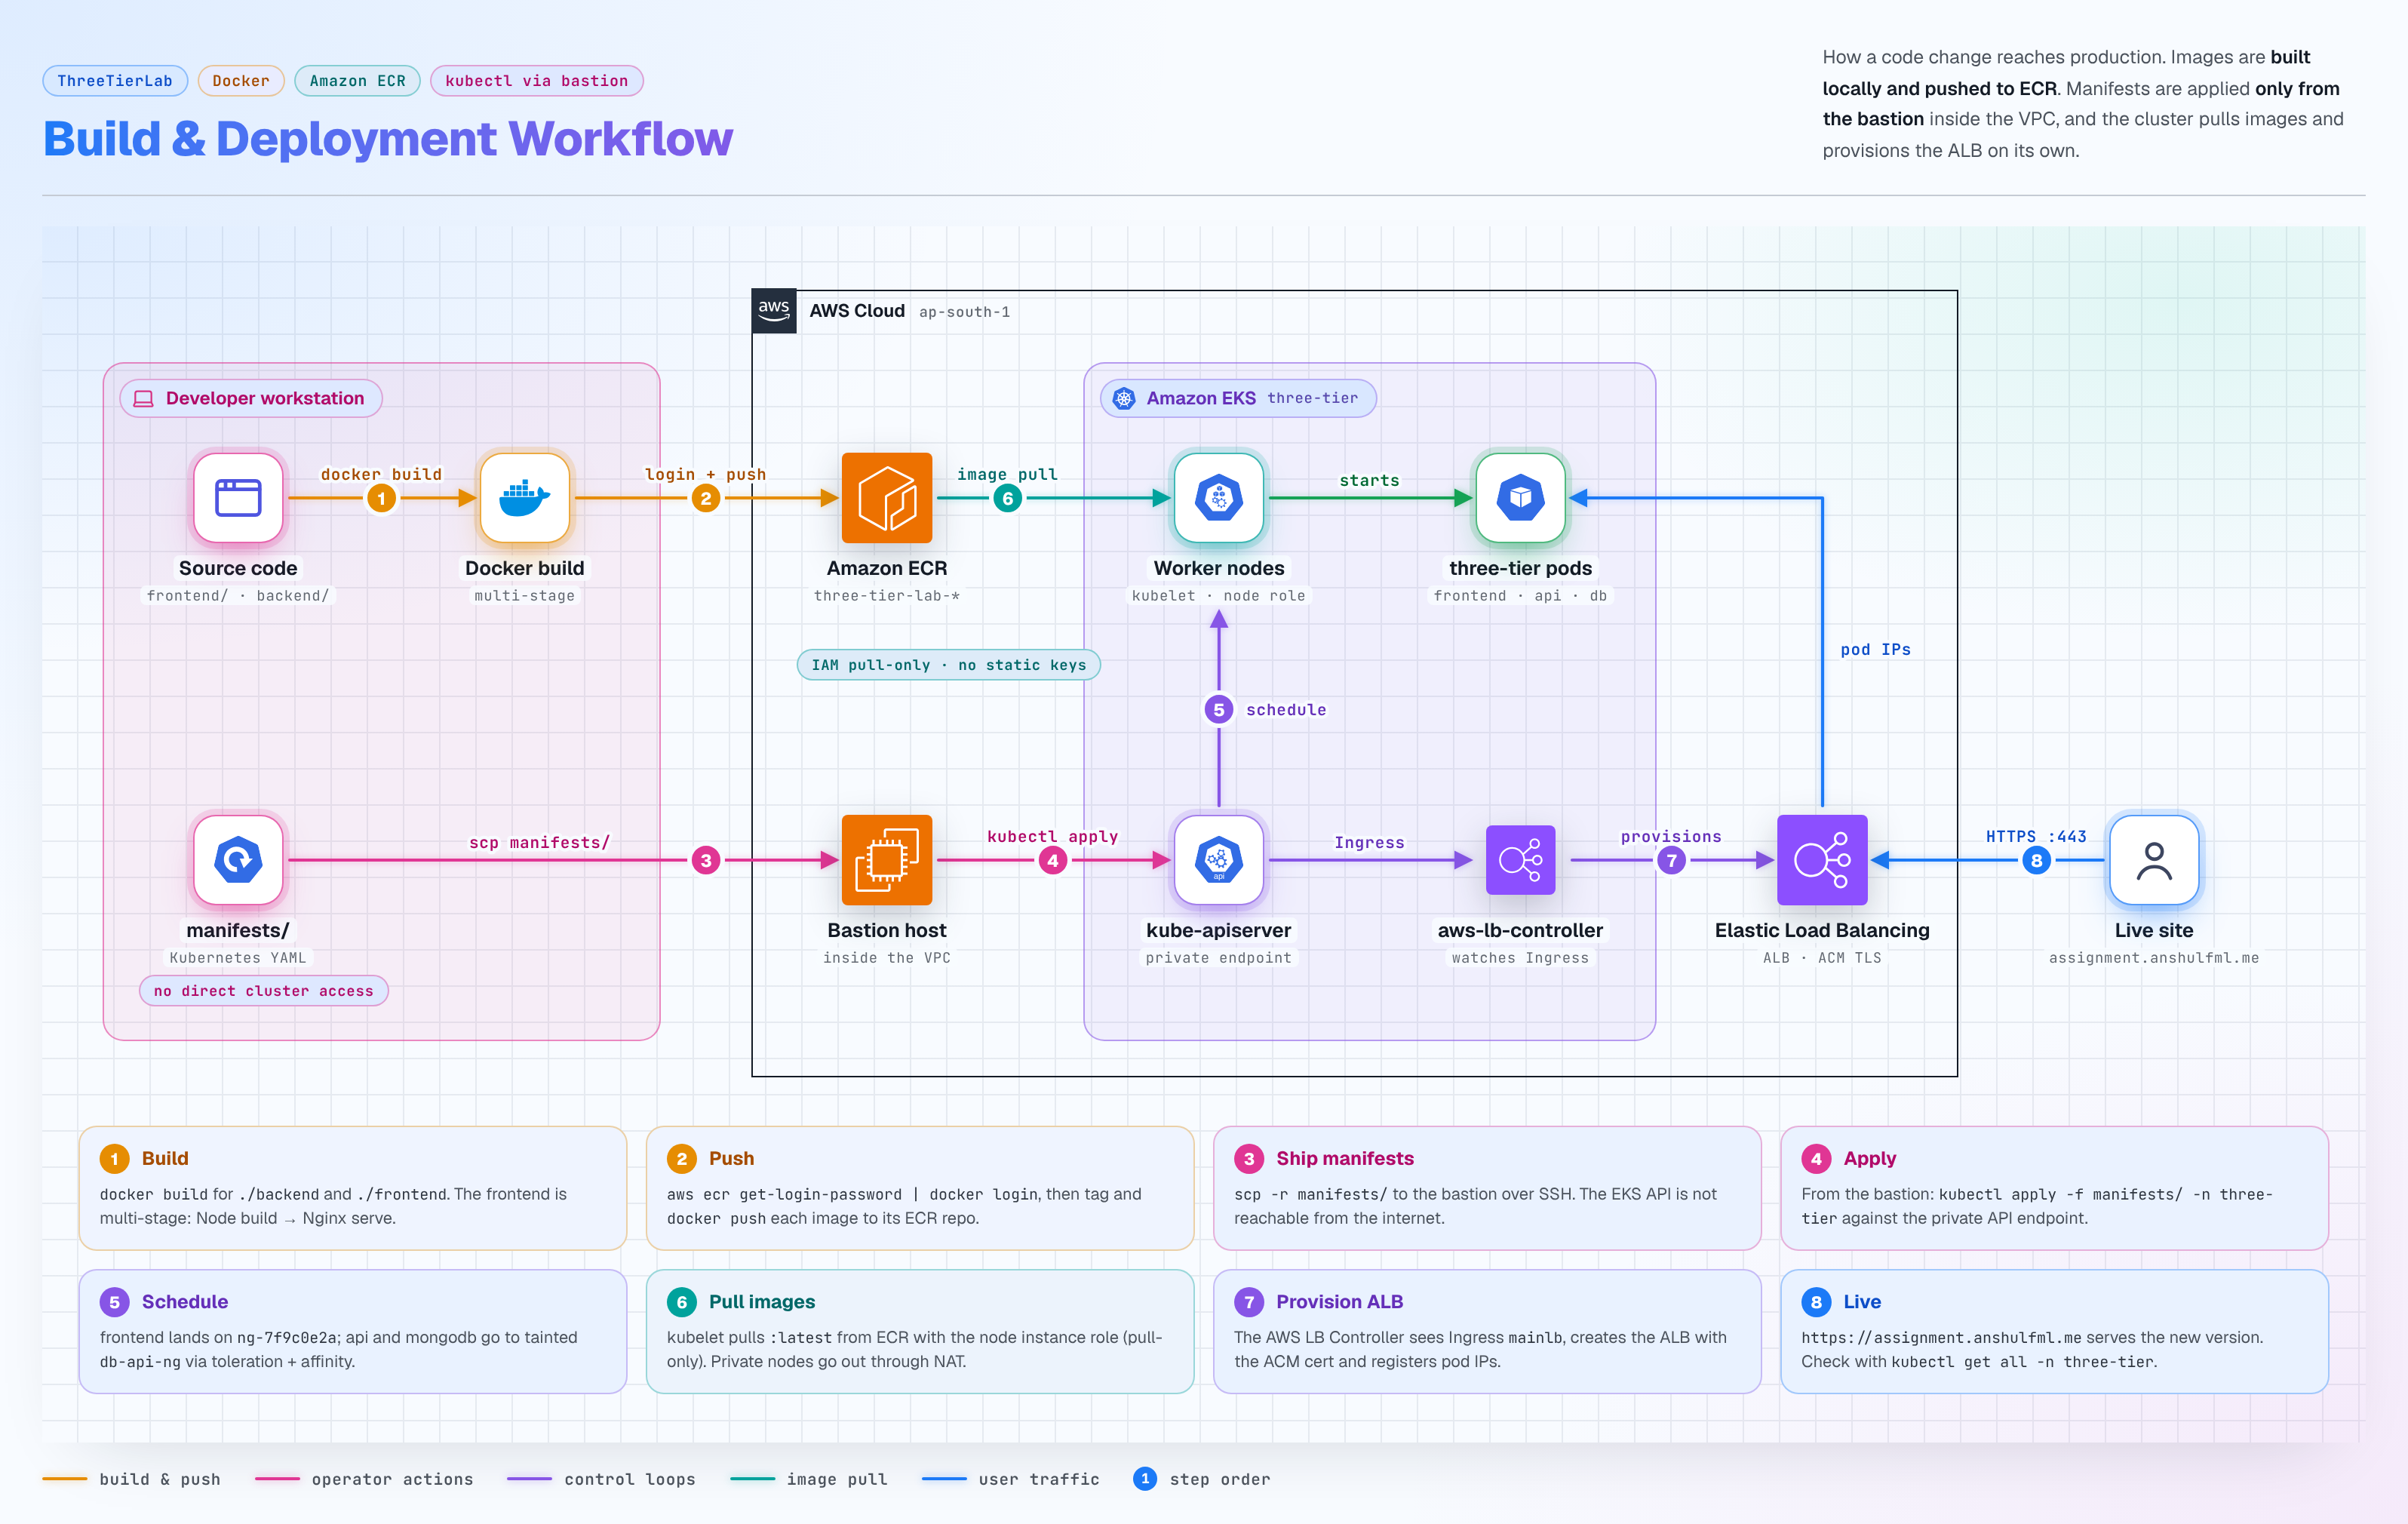 ThreeTierLab
Docker
Amazon ECR
kubectl via bastion
Build & Deployment Workflow
How a code change reaches production. Images are built
locally and pushed to ECR. Manifests are applied only from
the bastion inside the VPC, and the cluster pulls images and
provisions the ALB on its own.
aws
AWS Cloud ap-south-1
Developer workstation
Amazon EKS three-tier
docker build
1
login + push
2
image pull
6
starts
Source code
frontend/ · backend/
Docker build
multi-stage
Amazon ECR
three-tier-lab-*
Worker nodes
kubelet · node role
three-tier pods
frontend · api · db
IAM pull-only · no static keys
pod IPs
5
schedule
scp manifests/
3
kubectl apply
4
api
Ingress
provisions
7
HTTPS :443
8
manifests/
Kubernetes YAML
no direct cluster access
Bastion host
inside the VPC
kube-apiserver
private endpoint
aws-lb-controller
watches Ingress
Elastic Load Balancing
ALB · ACM TLS
Live site
assignment.anshulfml.me
1 Build
docker build for ./backend and ./frontend. The frontend is
multi-stage: Node build → Nginx serve.
2 Push
aws ecr get-login-password | docker login, then tag and
docker push each image to its ECR repo.
3 Ship manifests
scp -r manifests/ to the bastion over SSH. The EKS API is not
reachable from the internet.
4 Apply
From the bastion: kubectl apply -f manifests/ -n three-
tier against the private API endpoint.
5 Schedule
frontend lands on ng-7f9c0e2a; api and mongodb go to tainted
db-api-ng via toleration + affinity.
6 Pull images
kubelet pulls :latest from ECR with the node instance role (pull-
only). Private nodes go out through NAT.
7 Provision ALB
The AWS LB Controller sees Ingress mainlb, creates the ALB with
the ACM cert and registers pod IPs.
8 Live
https://assignment.anshulfml.me serves the new version.
Check with kubectl get all -n three-tier.
build & push
operator actions
control loops
image pull
user traffic
1 step order